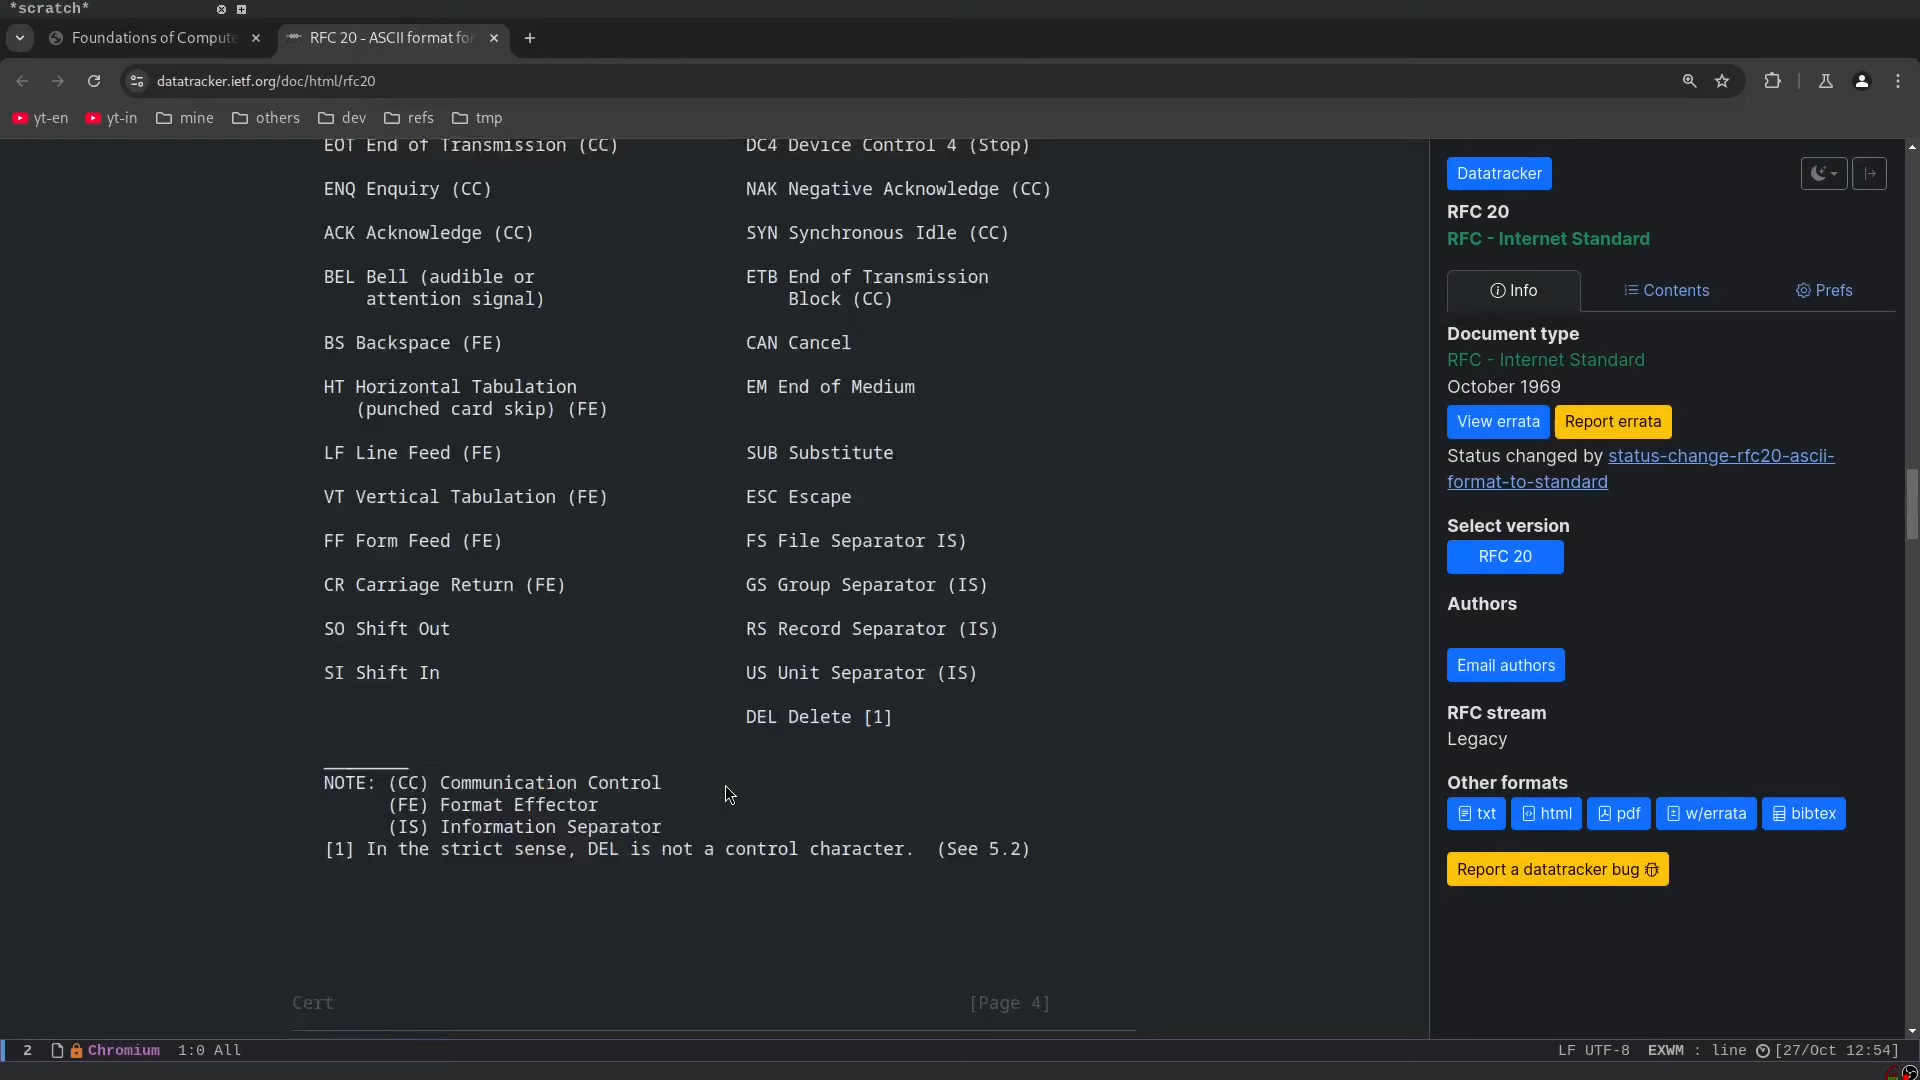 *scratch*
Foundations of Compute
RFC 20 - ASCII format for
datatracker.ietf.org/doc/html/rfc20
yt-en yt-in mine others dev refs tmp
EOT End of Transmission (CC) DC4 Device Control 4 (Stop)
ENQ Enquiry (CC) NAK Negative Acknowledge (CC)
ACK Acknowledge (CC) SYN Synchronous Idle (CC)
BEL Bell (audible or ETB End of Transmission
attention signal) Block (CC)
BS Backspace (FE) CAN Cancel
HT Horizontal Tabulation EM End of Medium
(punched card skip) (FE)
LF Line Feed (FE) SUB Substitute
VT Vertical Tabulation (FE) ESC Escape
FF Form Feed (FE) FS File Separator IS)
CR Carriage Return (FE) GS Group Separator (IS)
SO Shift Out RS Record Separator (IS)
SI Shift In US Unit Separator (IS)
DEL Delete [1]
________
NOTE: (CC) Communication Control
(FE) Format Effector
(IS) Information Separator
[1] In the strict sense, DEL is not a control character. (See 5.2)
Cert [Page 4]
Datatracker
RFC 20
RFC - Internet Standard
Info Contents Prefs
Document type
RFC - Internet Standard
October 1969
View errata Report errata
Status changed by status-change-rfc20-ascii-
format-to-standard
Select version
RFC 20
Authors
Email authors
RFC stream
Legacy
Other formats
txt html pdf w/errata bibtex
Report a datatracker bug
2 Chromium 1:0 All LF UTF-8 EXWM : line [27/Oct 12:54]